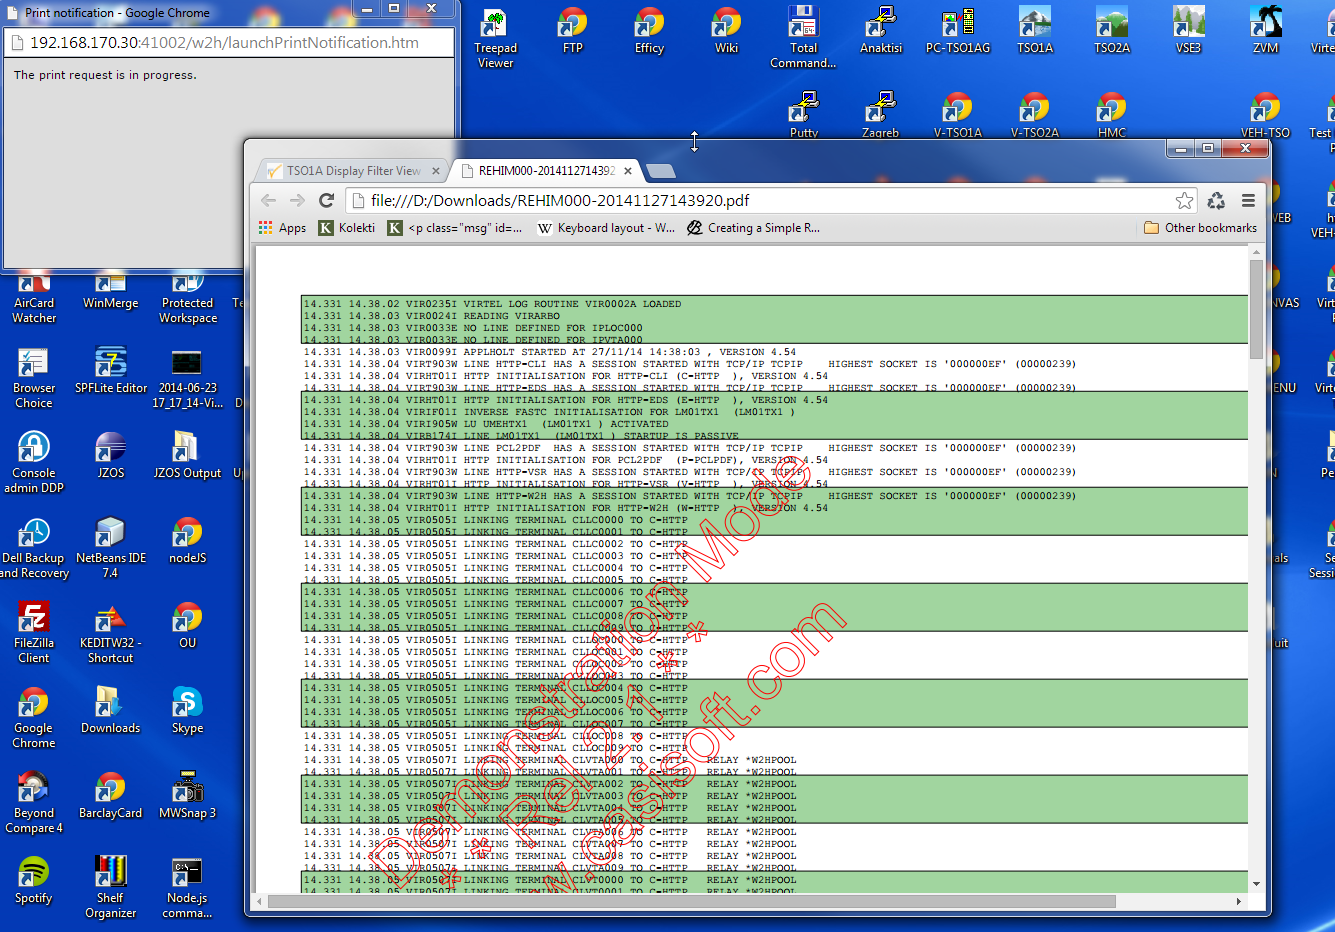 Print notification - Google Chrome
192.168.170.30:41002/w2h/launchPrintNotification.htm
The print request is in progress.
Treepad Viewer
FTP
Efficy
Wiki
Total Command...
Anaktisi
PC-TSO1AG
TSO1A
TSO2A
VSE3
ZVM
Putty
Zagreb
V-TSO1A
V-TSO2A
HMC
VEH-TSO
TSO1A Display Filter View
REHIM000-2014112714392
file:///D:/Downloads/REHIM000-20141127143920.pdf
Apps
Kolekti
<p class="msg" id=...
Keyboard layout - W...
Creating a Simple R...
Other bookmarks
14.331 14.38.02 VIR0235I VIRTEL LOG ROUTINE VIR0002A LOADED
14.331 14.38.03 VIR0024I READING VIRARBO
14.331 14.38.03 VIR0033E NO LINE DEFINED FOR IPLOC000
14.331 14.38.03 VIR0033E NO LINE DEFINED FOR IPVTA000
14.331 14.38.03 VIR0099I APPLHOLT STARTED AT 27/11/14 14:38:03 , VERSION 4.54
14.331 14.38.04 VIRT903W LINE HTTP-CLI HAS A SESSION STARTED WITH TCP/IP TCPIP HIGHEST SOCKET IS '000000EF' (00000239)
14.331 14.38.04 VIRHT01I HTTP INITIALISATION FOR HTTP-CLI (C-HTTP ), VERSION 4.54
14.331 14.38.04 VIRT903W LINE HTTP-EDS HAS A SESSION STARTED WITH TCP/IP TCPIP HIGHEST SOCKET IS '000000EF' (00000239)
14.331 14.38.04 VIRHT01I HTTP INITIALISATION FOR HTTP-EDS (E-HTTP ), VERSION 4.54
14.331 14.38.04 VIRIF01I INVERSE FASTC INITIALISATION FOR LM01TX1 (LM01TX1 )
14.331 14.38.04 VIRI905W LU UMEHTX1 (LM01TX1 ) ACTIVATED
14.331 14.38.04 VIRB174I LINE LM01TX1 (LM01TX1 ) STARTUP IS PASSIVE
14.331 14.38.04 VIRT903W LINE PCL2PDF HAS A SESSION STARTED WITH TCP/IP TCPIP HIGHEST SOCKET IS '000000EF' (00000239)
14.331 14.38.04 VIRHT01I HTTP INITIALISATION FOR PCL2PDF (P-PCLPDF), VERSION 4.54
14.331 14.38.04 VIRT903W LINE HTTP-VSR HAS A SESSION STARTED WITH TCP/IP TCPIP HIGHEST SOCKET IS '000000EF' (00000239)
14.331 14.38.04 VIRHT01I HTTP INITIALISATION FOR HTTP-VSR (V-HTTP ), VERSION 4.54
14.331 14.38.04 VIRT903W LINE HTTP-W2H HAS A SESSION STARTED WITH TCP/IP TCPIP HIGHEST SOCKET IS '000000EF' (00000239)
14.331 14.38.04 VIRHT01I HTTP INITIALISATION FOR HTTP-W2H (W-HTTP ), VERSION 4.54
14.331 14.38.05 VIR0505I LINKING TERMINAL CLLC0000 TO C-HTTP
14.331 14.38.05 VIR0505I LINKING TERMINAL CLLC0001 TO C-HTTP
14.331 14.38.05 VIR0505I LINKING TERMINAL CLLC0002 TO C-HTTP
14.331 14.38.05 VIR0505I LINKING TERMINAL CLLC0003 TO C-HTTP
14.331 14.38.05 VIR0505I LINKING TERMINAL CLLC0004 TO C-HTTP
14.331 14.38.05 VIR0505I LINKING TERMINAL CLLC0005 TO C-HTTP
14.331 14.38.05 VIR0505I LINKING TERMINAL CLLC0006 TO C-HTTP
14.331 14.38.05 VIR0505I LINKING TERMINAL CLLC0007 TO C-HTTP
14.331 14.38.05 VIR0505I LINKING TERMINAL CLLC0008 TO C-HTTP
14.331 14.38.05 VIR0505I LINKING TERMINAL CLLC0009 TO C-HTTP
14.331 14.38.05 VIR0505I LINKING TERMINAL CLLOC000 TO C-HTTP
14.331 14.38.05 VIR0505I LINKING TERMINAL CLLOC001 TO C-HTTP
14.331 14.38.05 VIR0505I LINKING TERMINAL CLLOC002 TO C-HTTP
14.331 14.38.05 VIR0505I LINKING TERMINAL CLLOC003 TO C-HTTP
14.331 14.38.05 VIR0505I LINKING TERMINAL CLLOC004 TO C-HTTP
14.331 14.38.05 VIR0505I LINKING TERMINAL CLLOC005 TO C-HTTP
14.331 14.38.05 VIR0505I LINKING TERMINAL CLLOC006 TO C-HTTP
14.331 14.38.05 VIR0505I LINKING TERMINAL CLLOC007 TO C-HTTP
14.331 14.38.05 VIR0505I LINKING TERMINAL CLLOC008 TO C-HTTP
14.331 14.38.05 VIR0505I LINKING TERMINAL CLLOC009 TO C-HTTP
14.331 14.38.05 VIR0507I LINKING TERMINAL CLVTA000 TO C-HTTP RELAY *W2HPOOL
14.331 14.38.05 VIR0507I LINKING TERMINAL CLVTA001 TO C-HTTP RELAY *W2HPOOL
14.331 14.38.05 VIR0507I LINKING TERMINAL CLVTA002 TO C-HTTP RELAY *W2HPOOL
14.331 14.38.05 VIR0507I LINKING TERMINAL CLVTA003 TO C-HTTP RELAY *W2HPOOL
14.331 14.38.05 VIR0507I LINKING TERMINAL CLVTA004 TO C-HTTP RELAY *W2HPOOL
14.331 14.38.05 VIR0507I LINKING TERMINAL CLVTA005 TO C-HTTP RELAY *W2HPOOL
14.331 14.38.05 VIR0507I LINKING TERMINAL CLVTA006 TO C-HTTP RELAY *W2HPOOL
14.331 14.38.05 VIR0507I LINKING TERMINAL CLVTA007 TO C-HTTP RELAY *W2HPOOL
14.331 14.38.05 VIR0507I LINKING TERMINAL CLVTA008 TO C-HTTP RELAY *W2HPOOL
14.331 14.38.05 VIR0507I LINKING TERMINAL CLVTA009 TO C-HTTP RELAY *W2HPOOL
14.331 14.38.05 VIR0507I LINKING TERMINAL CLVT0000 TO C-HTTP RELAY *W2HPOOL
14.331 14.38.05 VIR0507I LINKING TERMINAL CLVT0001 TO C-HTTP RELAY *W2HPOOL
Demonstration Mode
* * Rel 2.1 * *
w.casisoft.com
AirCard Watcher
WinMerge
Protected Workspace
Browser Choice
SPFLite Editor
2014-06-23 17_17_14-Vi...
Console admin DDP
JZOS
JZOS Output
Dell Backup and Recovery
NetBeans IDE 7.4
nodeJS
FileZilla Client
KEDITW32 - Shortcut
OU
Google Chrome
Downloads
Skype
Beyond Compare 4
BarclayCard
MWSnap 3
Spotify
Shelf Organizer
Node.js comma...